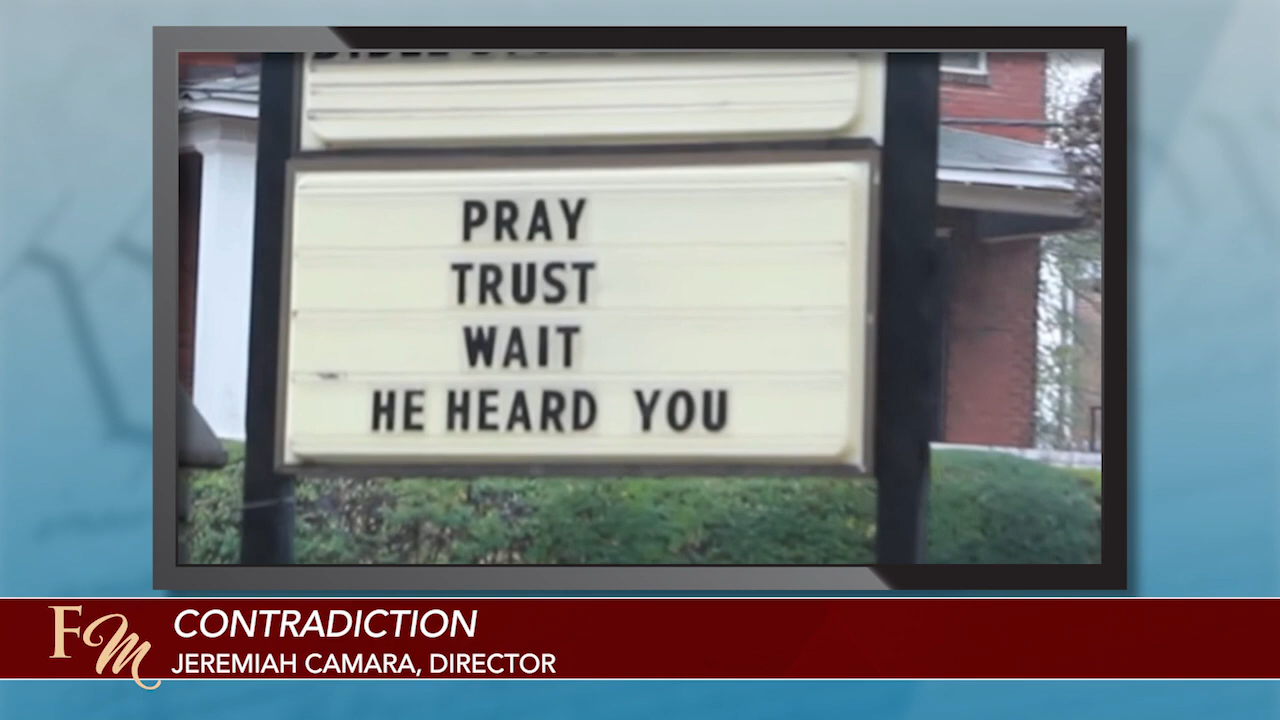 PRAY
TRUST
WAIT
HE HEARD YOU
FM
CONTRADICTION
JEREMIAH CAMARA, DIRECTOR